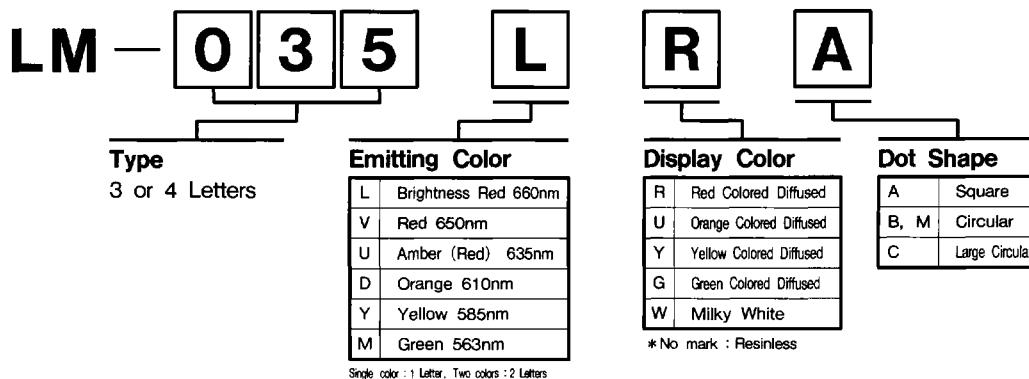 LM — 0 3 5 L R A
Type
3 or 4 Letters
Emitting Color
L Brightness Red 660nm
V Red 650nm
U Amber (Red) 635nm
D Orange 610nm
Y Yellow 585nm
M Green 563nm
Single color : 1 Letter, Two colors : 2 Letters
Display Color
R Red Colored Diffused
U Orange Colored Diffused
Y Yellow Colored Diffused
G Green Colored Diffused
W Milky White
*No mark : Resinless
Dot Shape
A Square
B, M Circular
C Large Circular